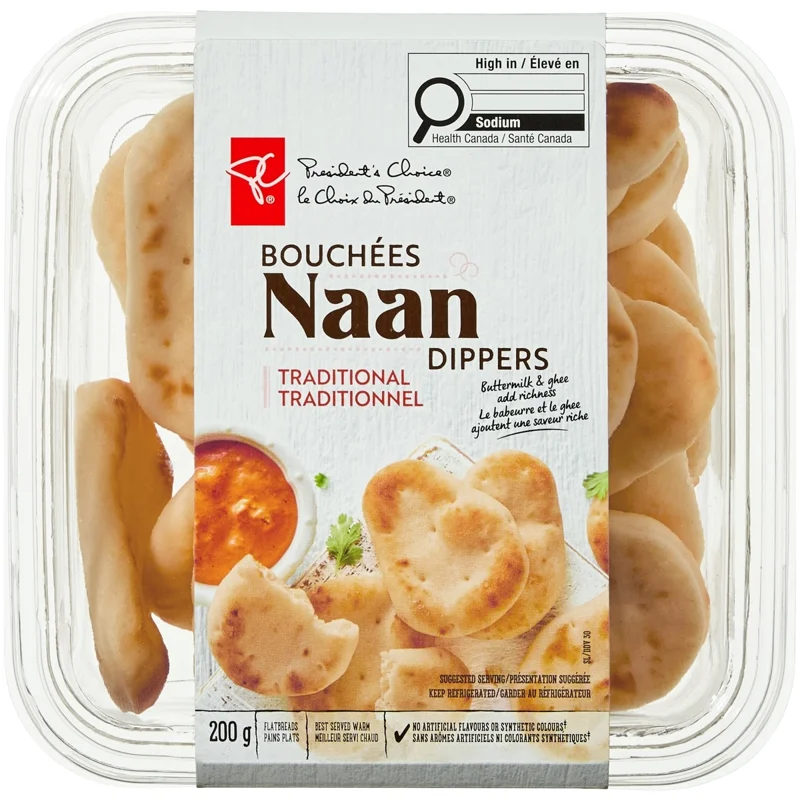 High in / Élevé en
Sodium
Health Canada / Santé Canada
PC®
President's Choice®
le Choix du Président®
BOUCHÉES
Naan
DIPPERS
TRADITIONAL
TRADITIONNEL
Buttermilk & ghee
add richness
Le babeurre et le ghee
ajoutent une saveur riche
SUGGESTED SERVING/PRÉSENTATION SUGGÉRÉE
KEEP REFRIGERATED/GARDER AU RÉFRIGÉRATEUR
200 g
FLATBREADS
PAINS PLATS
BEST SERVED WARM
MEILLEUR SERVI CHAUD
✓ NO ARTIFICIAL FLAVOURS OR SYNTHETIC COLOURS‡
SANS ARÔMES ARTIFICIELS NI COLORANTS SYNTHÉTIQUES‡